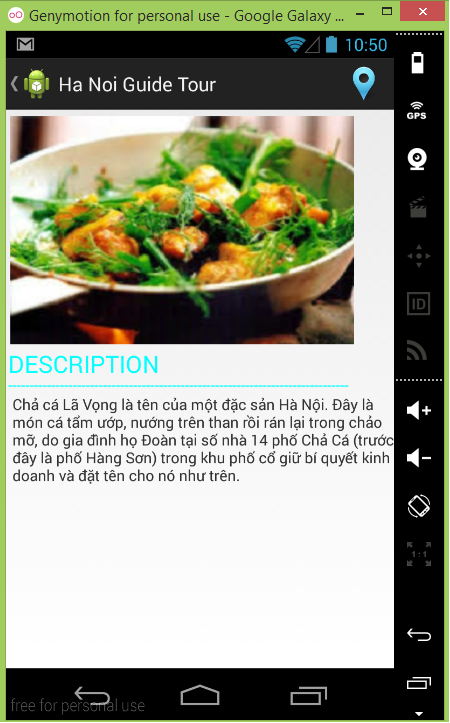 Genymotion for personal use - Google Galaxy ...
10:50
Ha Noi Guide Tour
GPS
ID
DESCRIPTION
Chả cá Lã Vọng là tên của một đặc sản Hà Nội. Đây là
món cá tẩm ướp, nướng trên than rồi rán lại trong chảo
mỡ, do gia đình họ Đoàn tại số nhà 14 phố Chả Cá (trước
đây là phố Hàng Sơn) trong khu phố cổ giữ bí quyết kinh
doanh và đặt tên cho nó như trên.
1:1
free for personal use